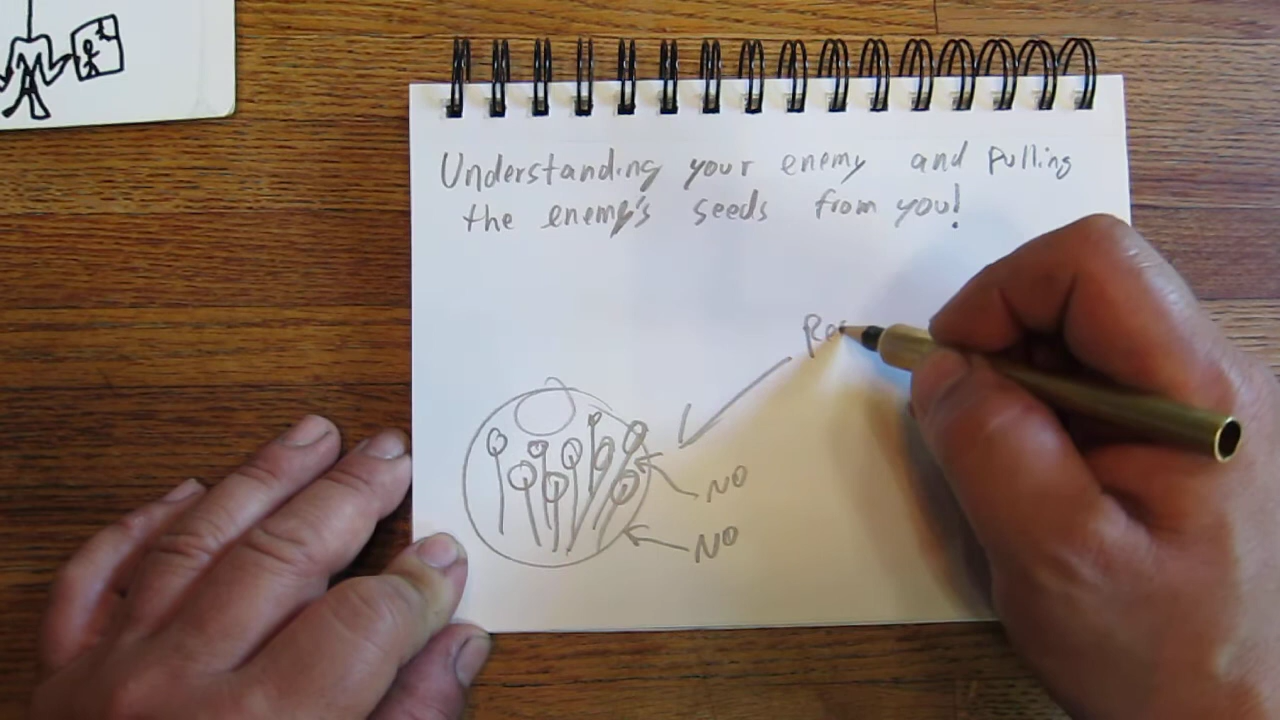 Understanding your enemy and pulling
the enemy's seeds from you!
NO
NO